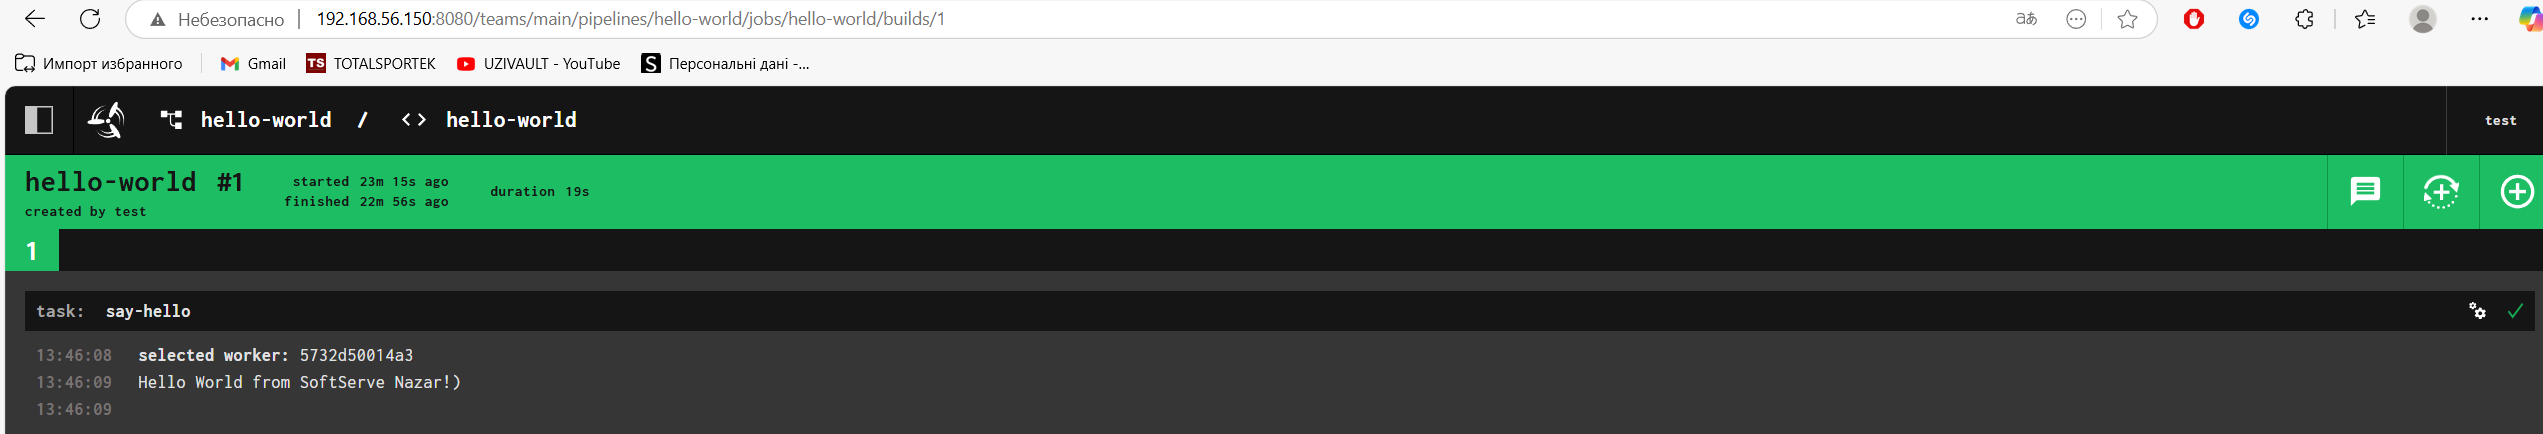 Небезопасно 192.168.56.150:8080/teams/main/pipelines/hello-world/jobs/hello-world/builds/1 aあ
Импорт избранного Gmail TS TOTALSPORTEK UZIVAULT - YouTube S Персональні дані -...
hello-world / hello-world test
hello-world #1
started 23m 15s ago
finished 22m 56s ago
duration 19s
created by test
1
task: say-hello
13:46:08 selected worker: 5732d50014a3
13:46:09 Hello World from SoftServe Nazar!)
13:46:09